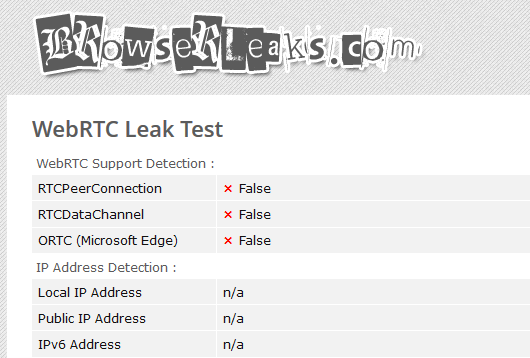 BRowseRleaks.com
WebRTC Leak Test
WebRTC Support Detection :
RTCPeerConnection × False
RTCDataChannel × False
ORTC (Microsoft Edge) × False
IP Address Detection :
Local IP Address n/a
Public IP Address n/a
IPv6 Address n/a